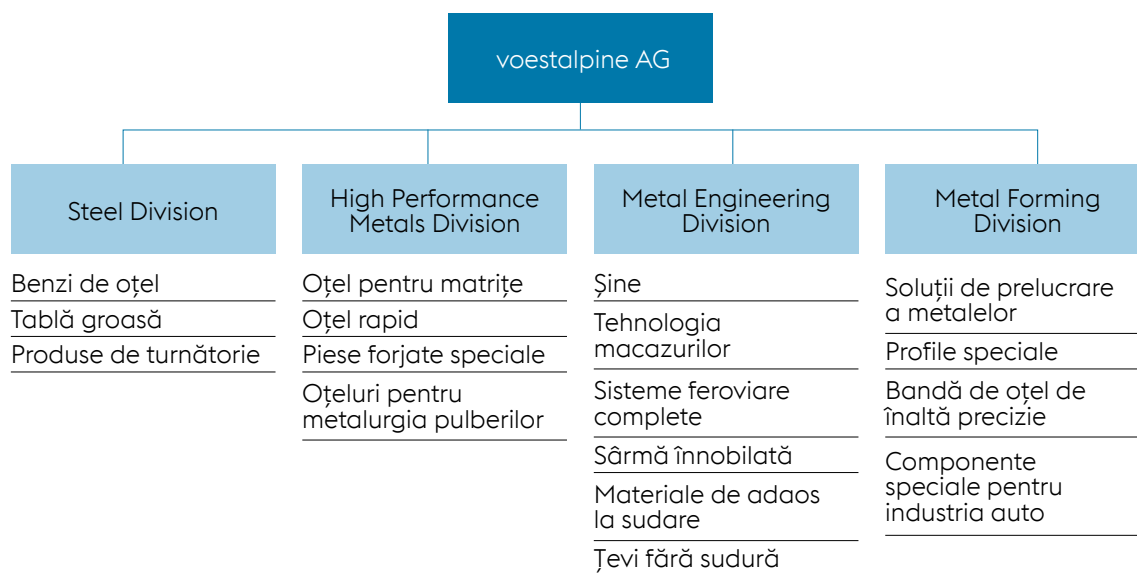 voestalpine AG
Steel Division
Benzi de oțel
Tablă groasă
Produse de turnătorie
High Performance
Metals Division
Oțel pentru matrițe
Oțel rapid
Piese forjate speciale
Oțeluri pentru
metalurgia pulberilor
Metal Engineering
Division
Șine
Tehnologia
macazurilor
Sisteme feroviare
complete
Sârmă înnobilată
Materiale de adaos
la sudare
Țevi fără sudură
Metal Forming
Division
Soluții de prelucrare
a metalelor
Profile speciale
Bandă de oțel de
înaltă precizie
Componente
speciale pentru
industria auto